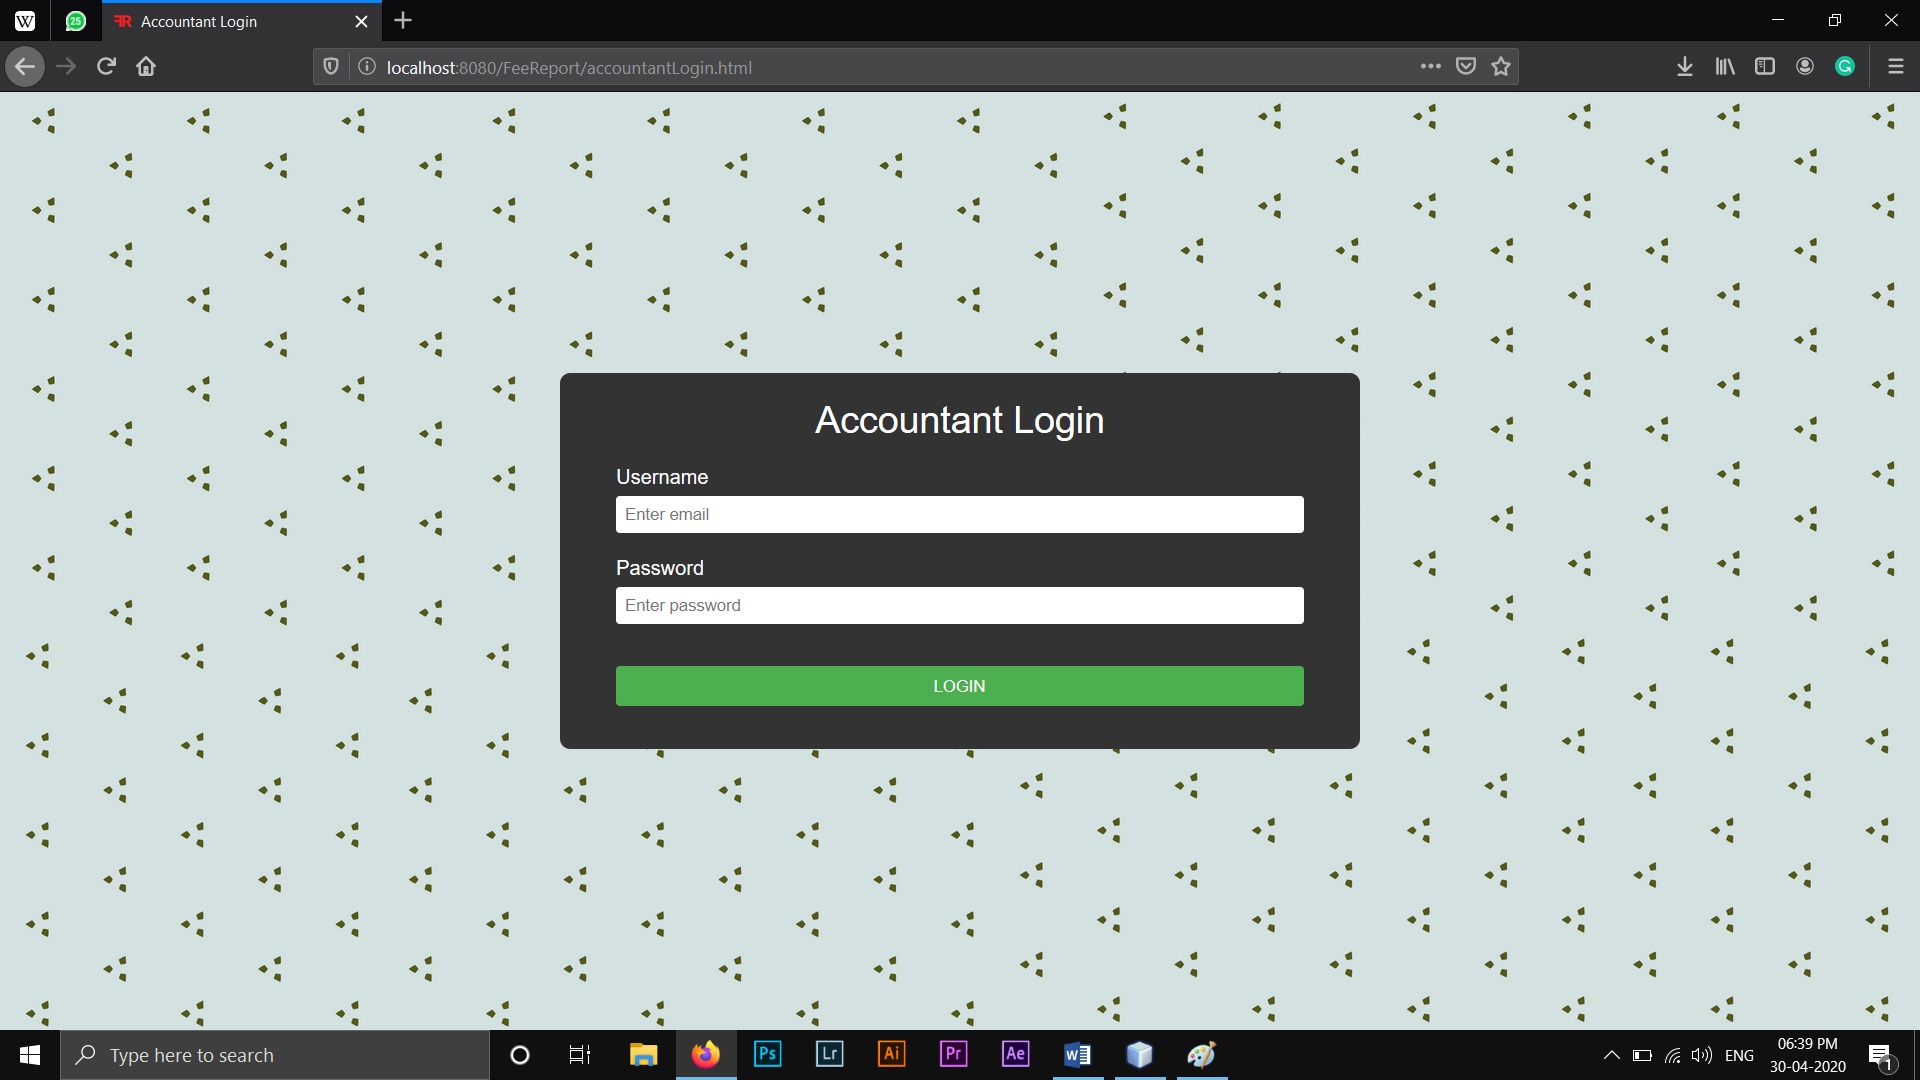 W
25
FR Accountant Login
localhost:8080/FeeReport/accountantLogin.html
G
Accountant Login
Username
Enter email
Password
Enter password
LOGIN
Type here to search
Ps
Lr
Ai
Pr
Ae
W
ENG
06:39 PM
30-04-2020
1